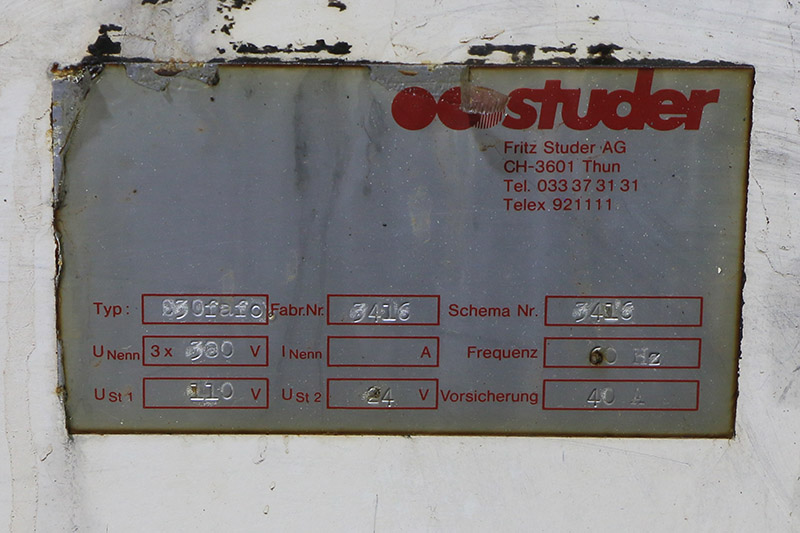 studer
Fritz Studer AG
CH-3601 Thun
Tel. 033 37 31 31
Telex 921111
Typ: S30fafo Fabr.Nr. 3416 Schema Nr. 3416
U Nenn 3 x 380 V I Nenn A Frequenz 60 Hz
U St 1 110 V U St 2 24 V Vorsicherung 40 A